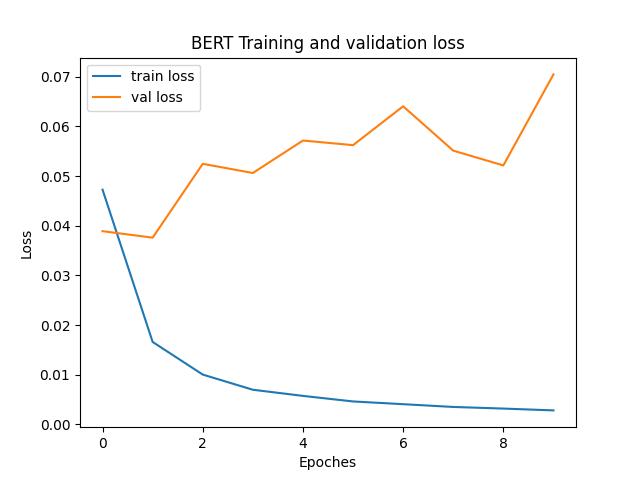 BERT Training and validation loss
train loss
val loss
0.07
0.06
0.05
0.04
0.03
0.02
0.01
0.00
Loss
0 2 4 6 8
Epoches